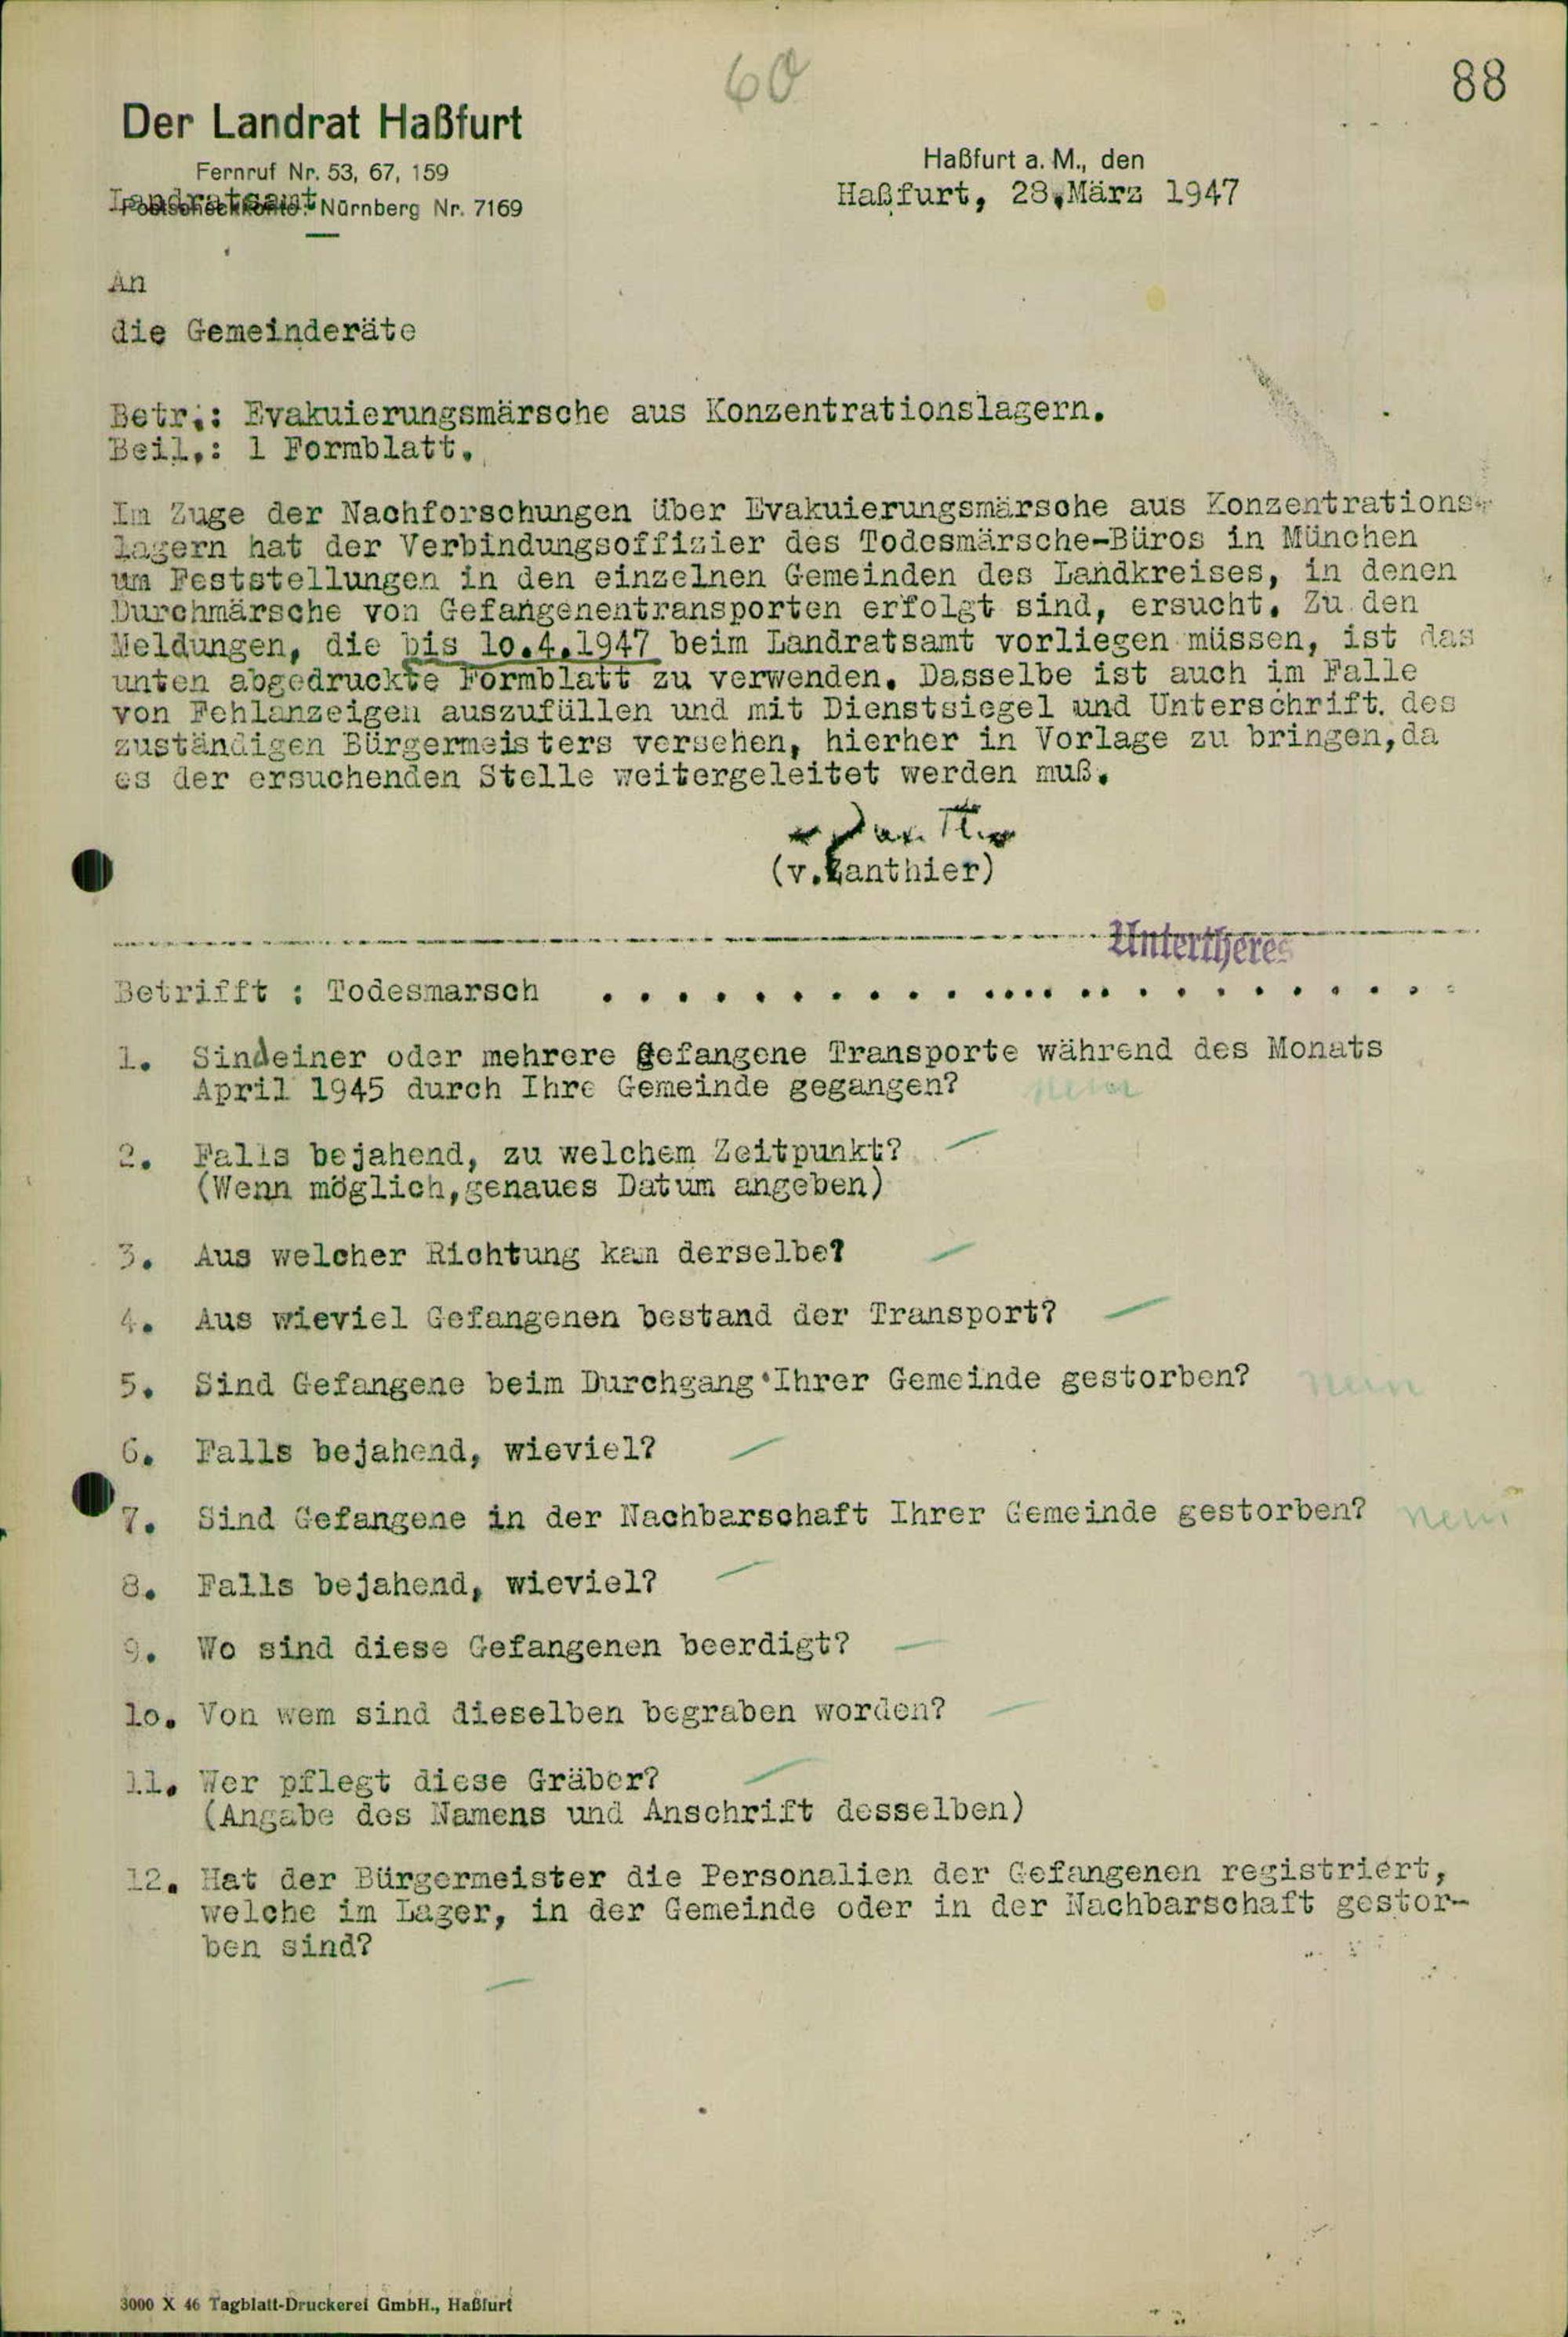 60
88
Der Landrat Haßfurt
Fernruf Nr. 53, 67, 159
Landratsamt Nürnberg Nr. 7169
Haßfurt a. M., den
Haßfurt, 28.März 1947
An
die Gemeinderäte
Betr.: Evakuierungsmärsche aus Konzentrationslagern.
Beil.: 1 Formblatt.
Im Zuge der Nachforschungen über Evakuierungsmärsche aus Konzentrations-
lagern hat der Verbindungsoffizier des Todesmärsche-Büros in München
um Feststellungen in den einzelnen Gemeinden des Landkreises, in denen
Durchmärsche von Gefangenentransporten erfolgt sind, ersucht. Zu den
Meldungen, die bis 10.4.1947 beim Landratsamt vorliegen müssen, ist das
unten abgedruckte Formblatt zu verwenden. Dasselbe ist auch im Falle
von Fehlanzeigen auszufüllen und mit Dienstsiegel und Unterschrift. des
zuständigen Bürgermeisters versehen, hierher in Vorlage zu bringen,da
es der ersuchenden Stelle weitergeleitet werden muß.
(v.Zanthier)
Untertheres
Betrifft : Todesmarsch . . . . . . . . . . . . . . . . . . . . . . . . .
1. Sindeiner oder mehrere gefangene Transporte während des Monats
April 1945 durch Ihre Gemeinde gegangen? nein
2. Falls bejahend, zu welchem Zeitpunkt? —
(Wenn möglich,genaues Datum angeben)
3. Aus welcher Richtung kam derselbe? —
4. Aus wieviel Gefangenen bestand der Transport? —
5. Sind Gefangene beim Durchgang Ihrer Gemeinde gestorben? nein
6. Falls bejahend, wieviel? —
7. Sind Gefangene in der Nachbarschaft Ihrer Gemeinde gestorben? nein
8. Falls bejahend, wieviel? —
9. Wo sind diese Gefangenen beerdigt? —
10. Von wem sind dieselben begraben worden? —
11. Wer pflegt diese Gräber? —
(Angabe des Namens und Anschrift desselben)
12. Hat der Bürgermeister die Personalien der Gefangenen registriert,
welche im Lager, in der Gemeinde oder in der Nachbarschaft gestor-
ben sind?
—
3000 X 46 Tagblatt-Druckerei GmbH., Haßfurt